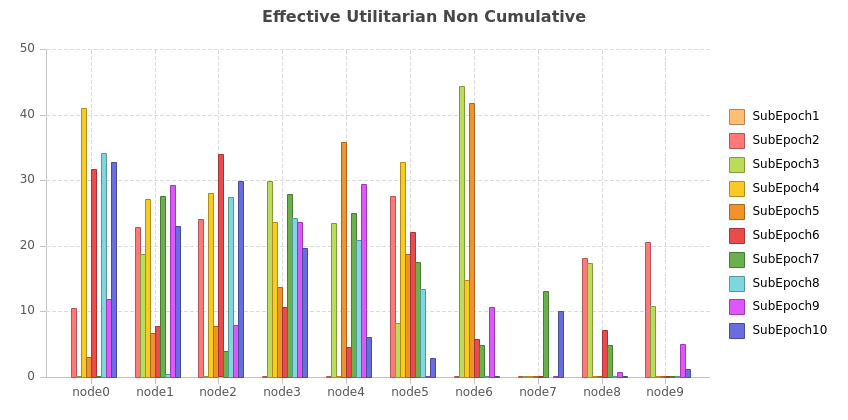 Effective Utilitarian Non Cumulative
50
40
30
20
10
0
node0 node1 node2 node3 node4 node5 node6 node7 node8 node9
SubEpoch1
SubEpoch2
SubEpoch3
SubEpoch4
SubEpoch5
SubEpoch6
SubEpoch7
SubEpoch8
SubEpoch9
SubEpoch10